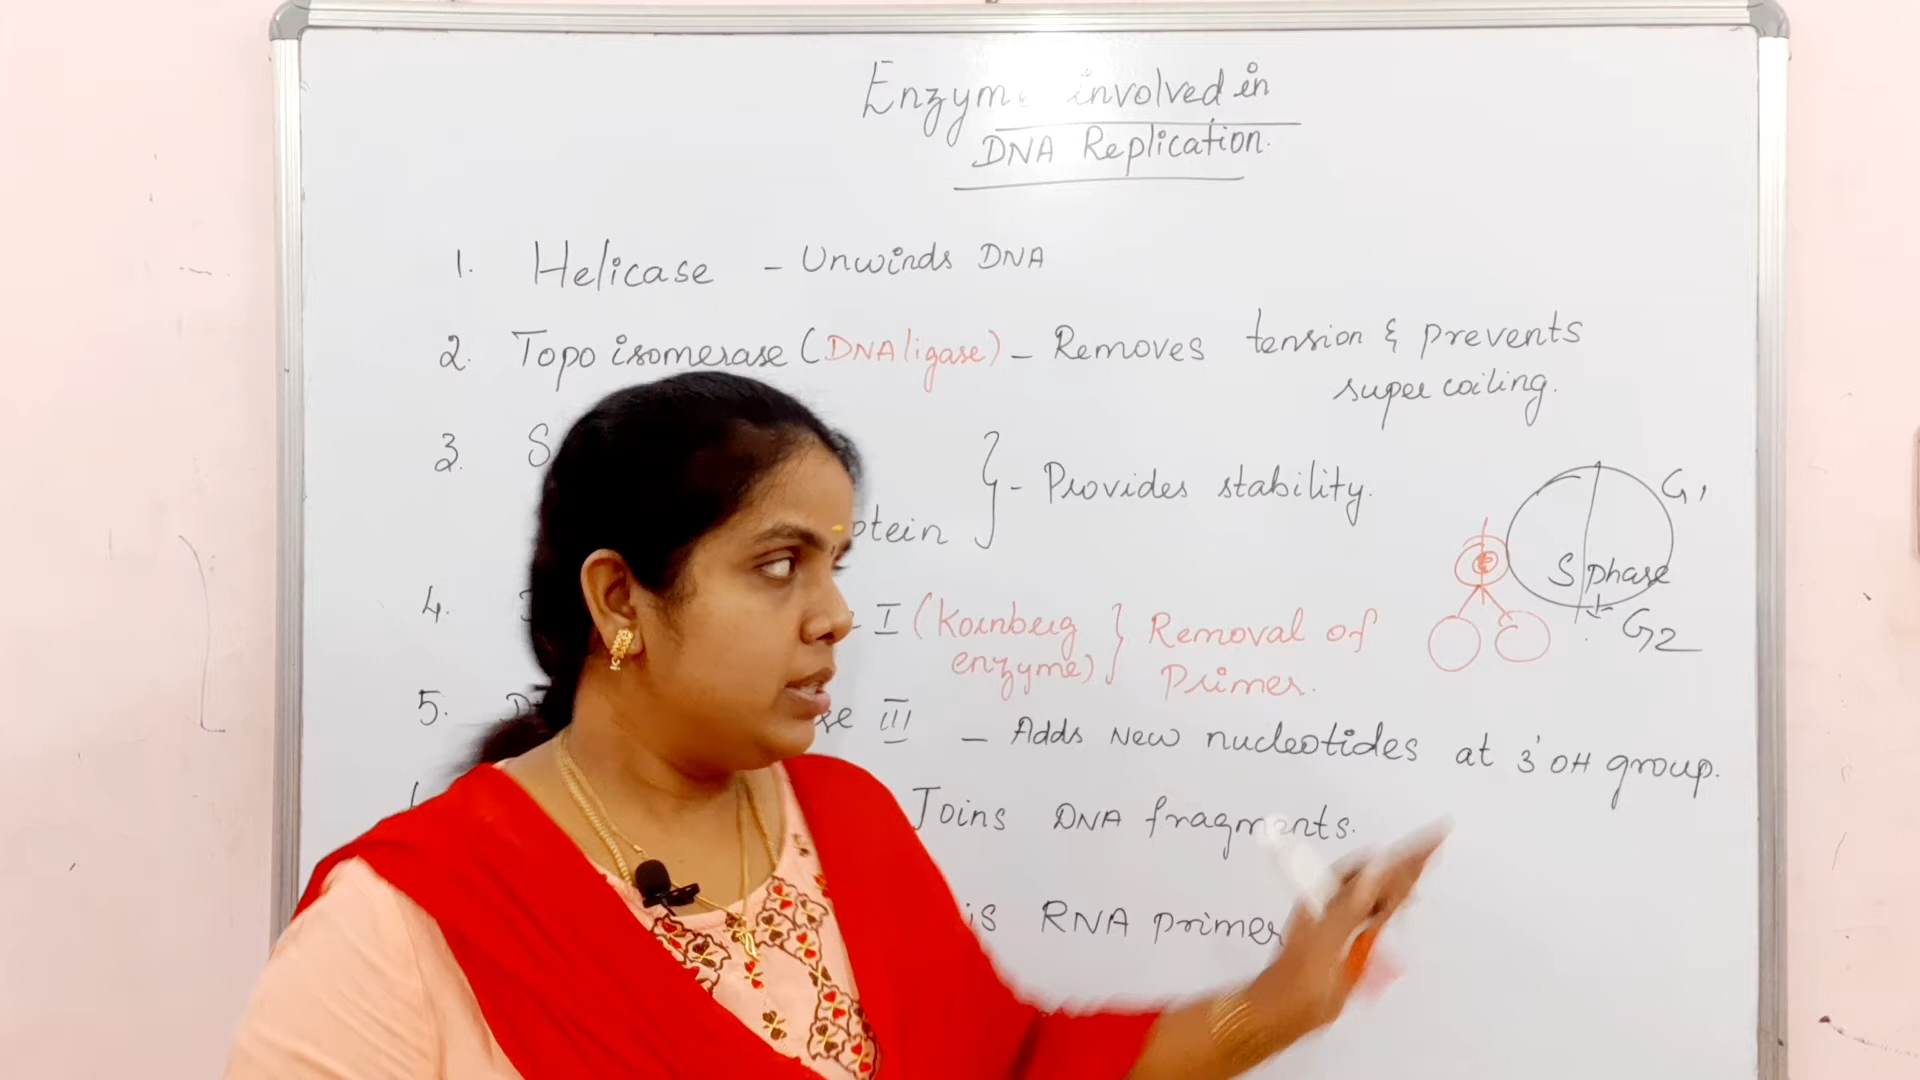 Enzym involved in
DNA Replication.
1. Helicase - Unwinds DNA
2. Topo isomerase (DNA ligase) - Removes tension & prevents
super coiling.
3. S
otein } - Provides stability.
4. I (Kornberg enzyme) } Removal of Primer.
5. se III - Adds New nucleotides at 3' OH group.
Joins DNA fragments.
is RNA primer
G1
S phase
G2